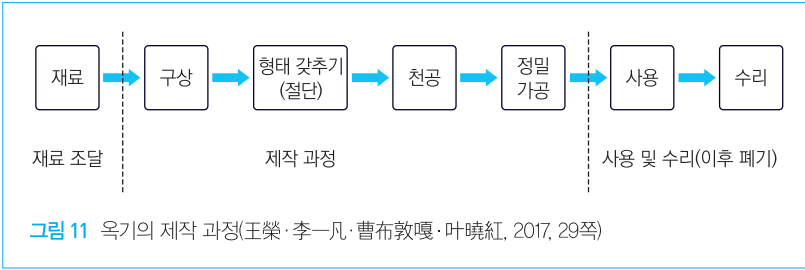 재료
구상
형태 갖추기
(절단)
천공
정밀
가공
사용
수리
재료 조달
제작 과정
사용 및 수리(이후 폐기)
그림 11 옥기의 제작 과정(王榮·李一凡·曹布敦嘎·叶曉紅, 2017, 29쪽)